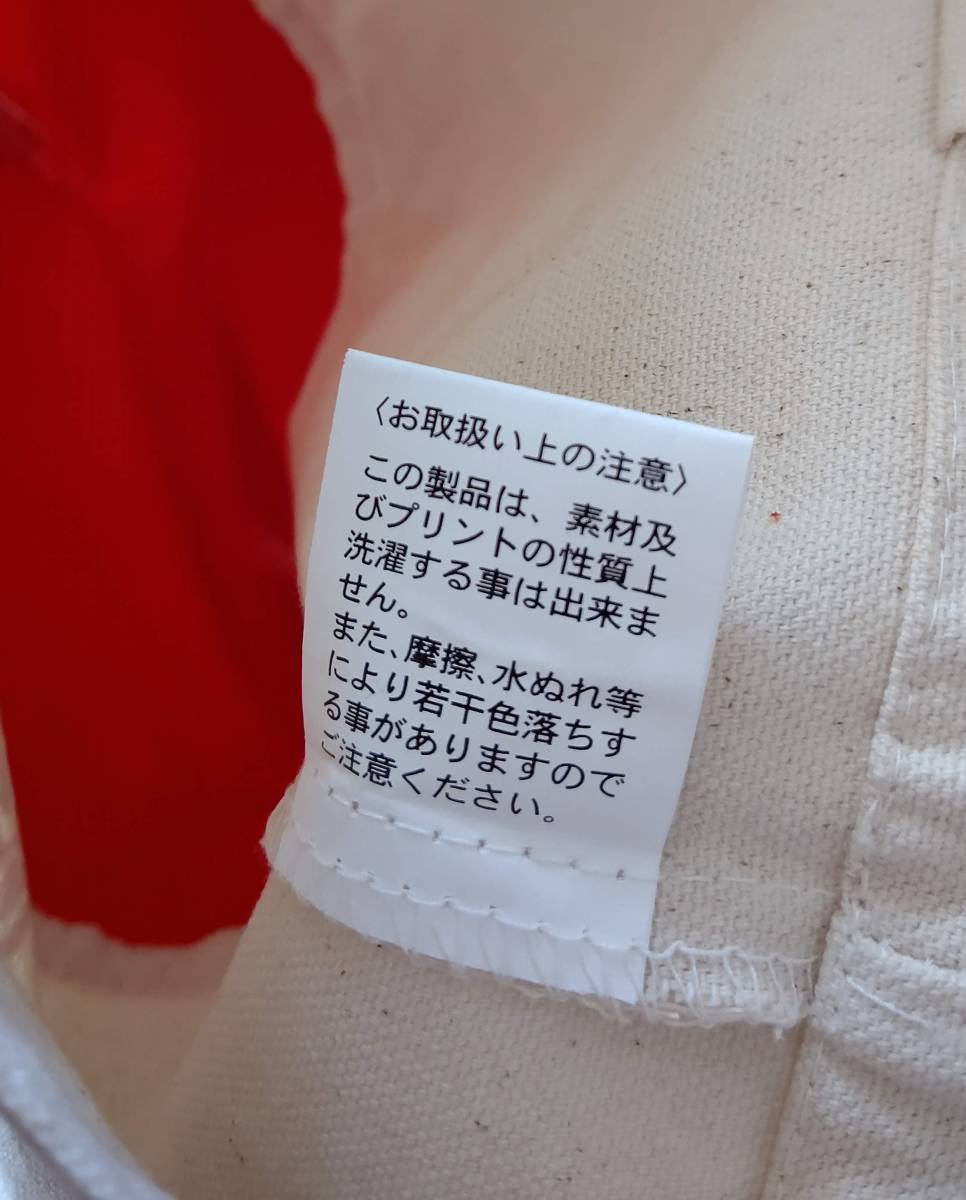 〈お取扱い上の注意〉
この製品は、素材及
びプリントの性質上
洗濯する事は出来ま
せん。
また、摩擦、水ぬれ等
により若干色落ちす
る事がありますので
ご注意ください。